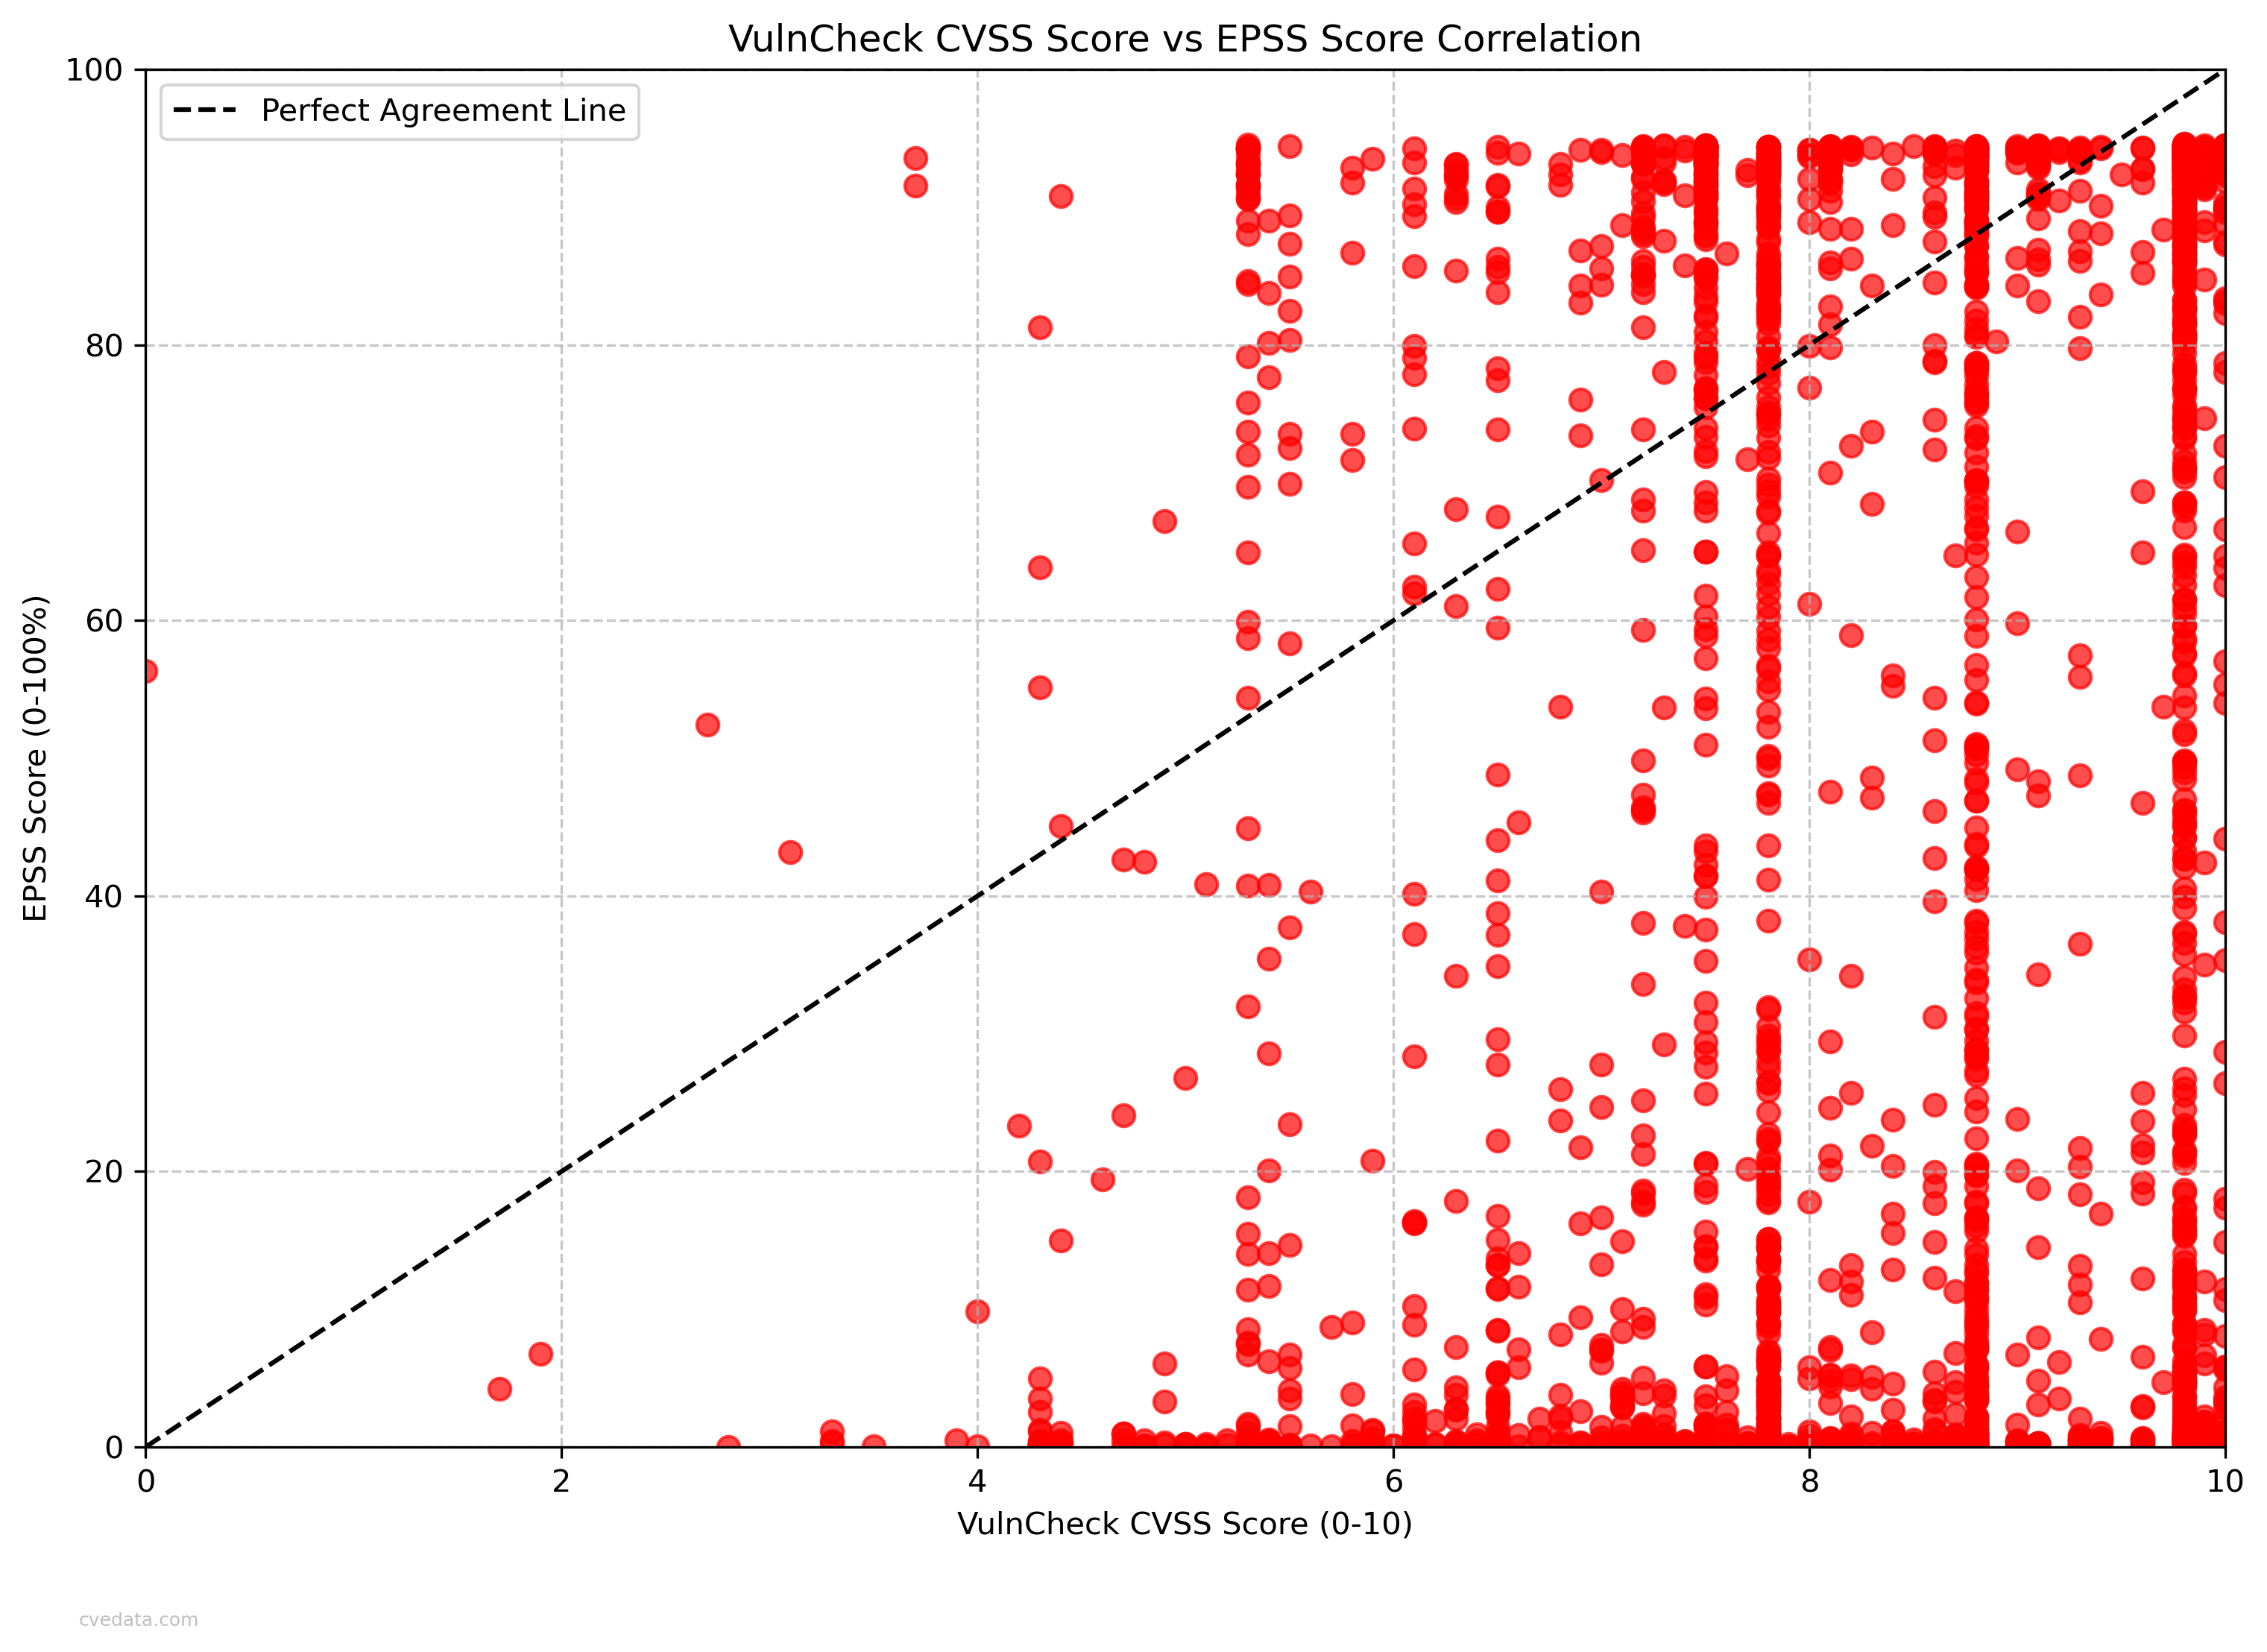 VulnCheck CVSS Score vs EPSS Score Correlation
100
Perfect Agreement Line
80
60
40
20
0
EPSS Score (0-100%)
0 2 4 6 8 10
VulnCheck CVSS Score (0-10)
cvedata.com